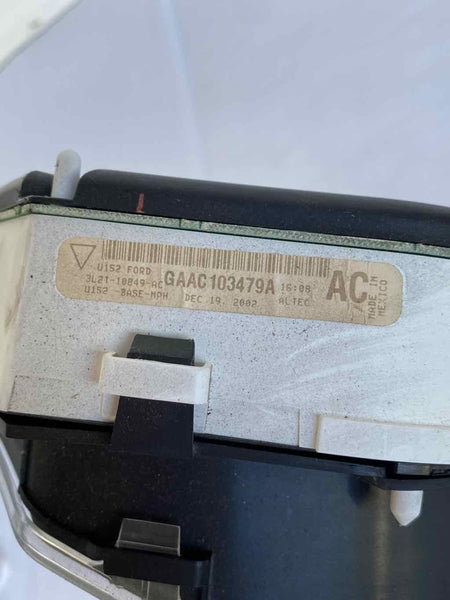 U152 FORD
3L2T-10849-AC GAAC103479A 16:08 AC
U152 -BASE-MPH DEC 19, 2002 ALTEC
MADE IN
MEXICO